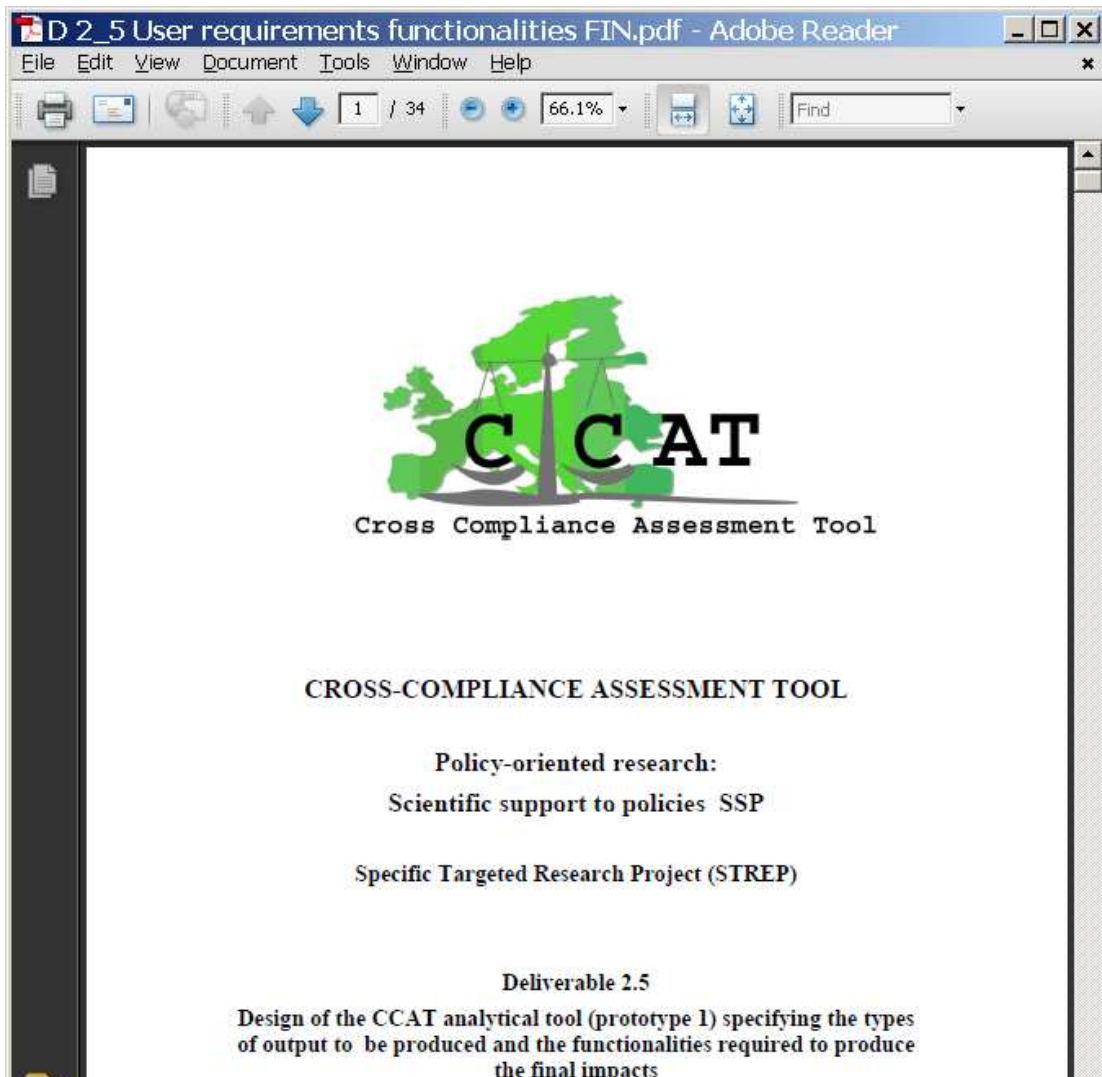 D 2_5 User requirements functionalities FIN.pdf - Adobe Reader
File Edit View Document Tools Window Help
1 / 34 66.1% Find
C C AT
Cross Compliance Assessment Tool
CROSS-COMPLIANCE ASSESSMENT TOOL
Policy-oriented research:
Scientific support to policies SSP
Specific Targeted Research Project (STREP)
Deliverable 2.5
Design of the CCAT analytical tool (prototype 1) specifying the types
of output to be produced and the functionalities required to produce
the final impacts